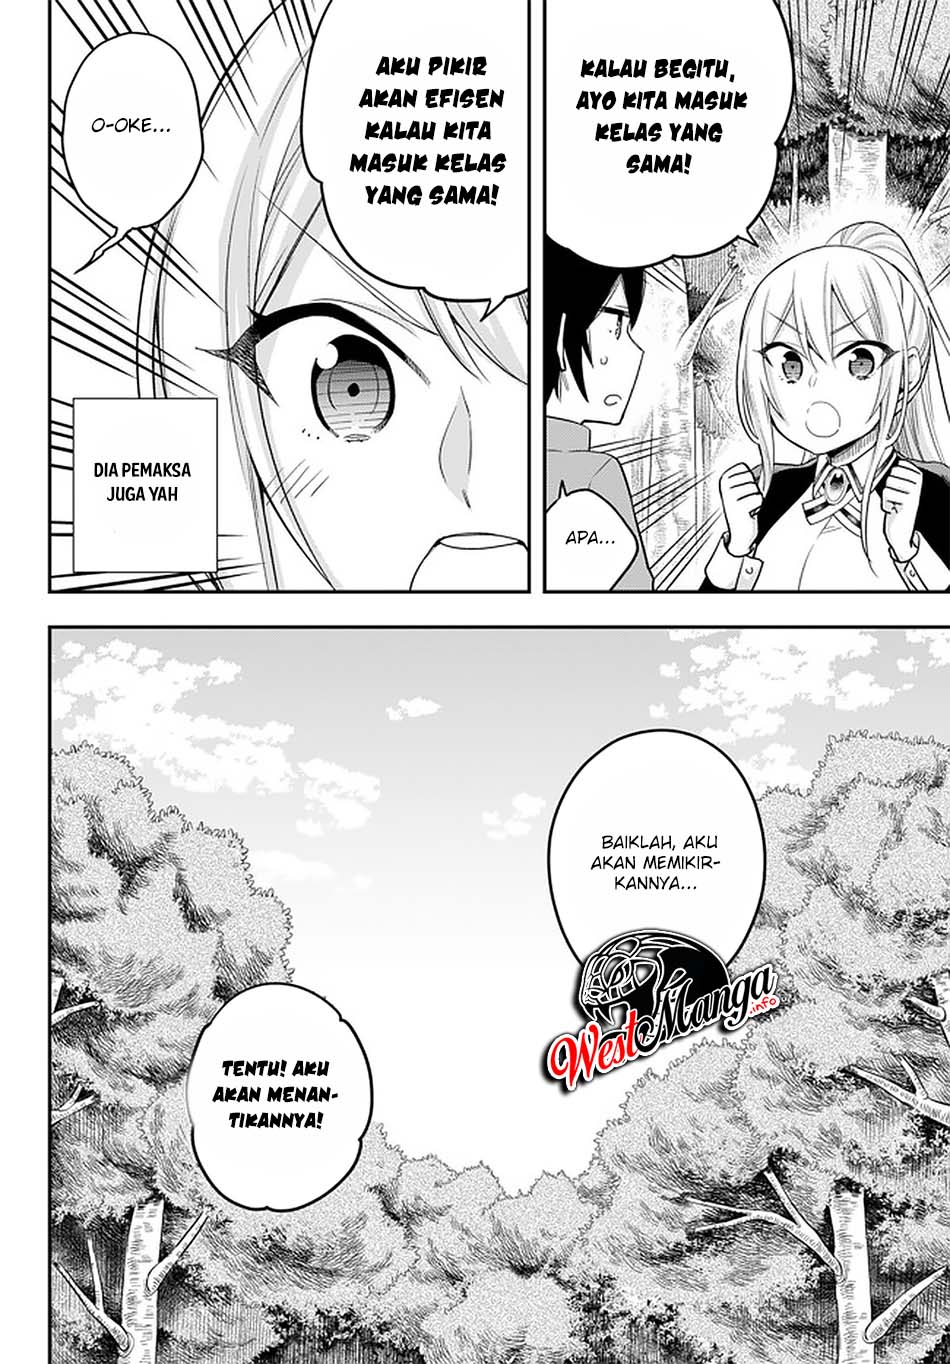 KALAU BEGITU,
AYO KITA MASUK
KELAS YANG
SAMA!
APA...
AKU PIKIR
AKAN EFISEN
KALAU KITA
MASUK KELAS
YANG SAMA!
O-OKE...
DIA PEMAKSA
JUGA YAH
BAIKLAH, AKU
AKAN MEMIKIR-
KANNYA...
WestManga.info
TENTU! AKU
AKAN MENAN-
TIKANNYA!